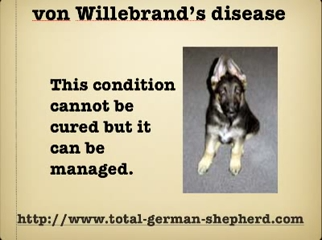 von Willebrand's disease
This condition
cannot be
cured but it
can be
managed.
http://www.total-german-shepherd.com